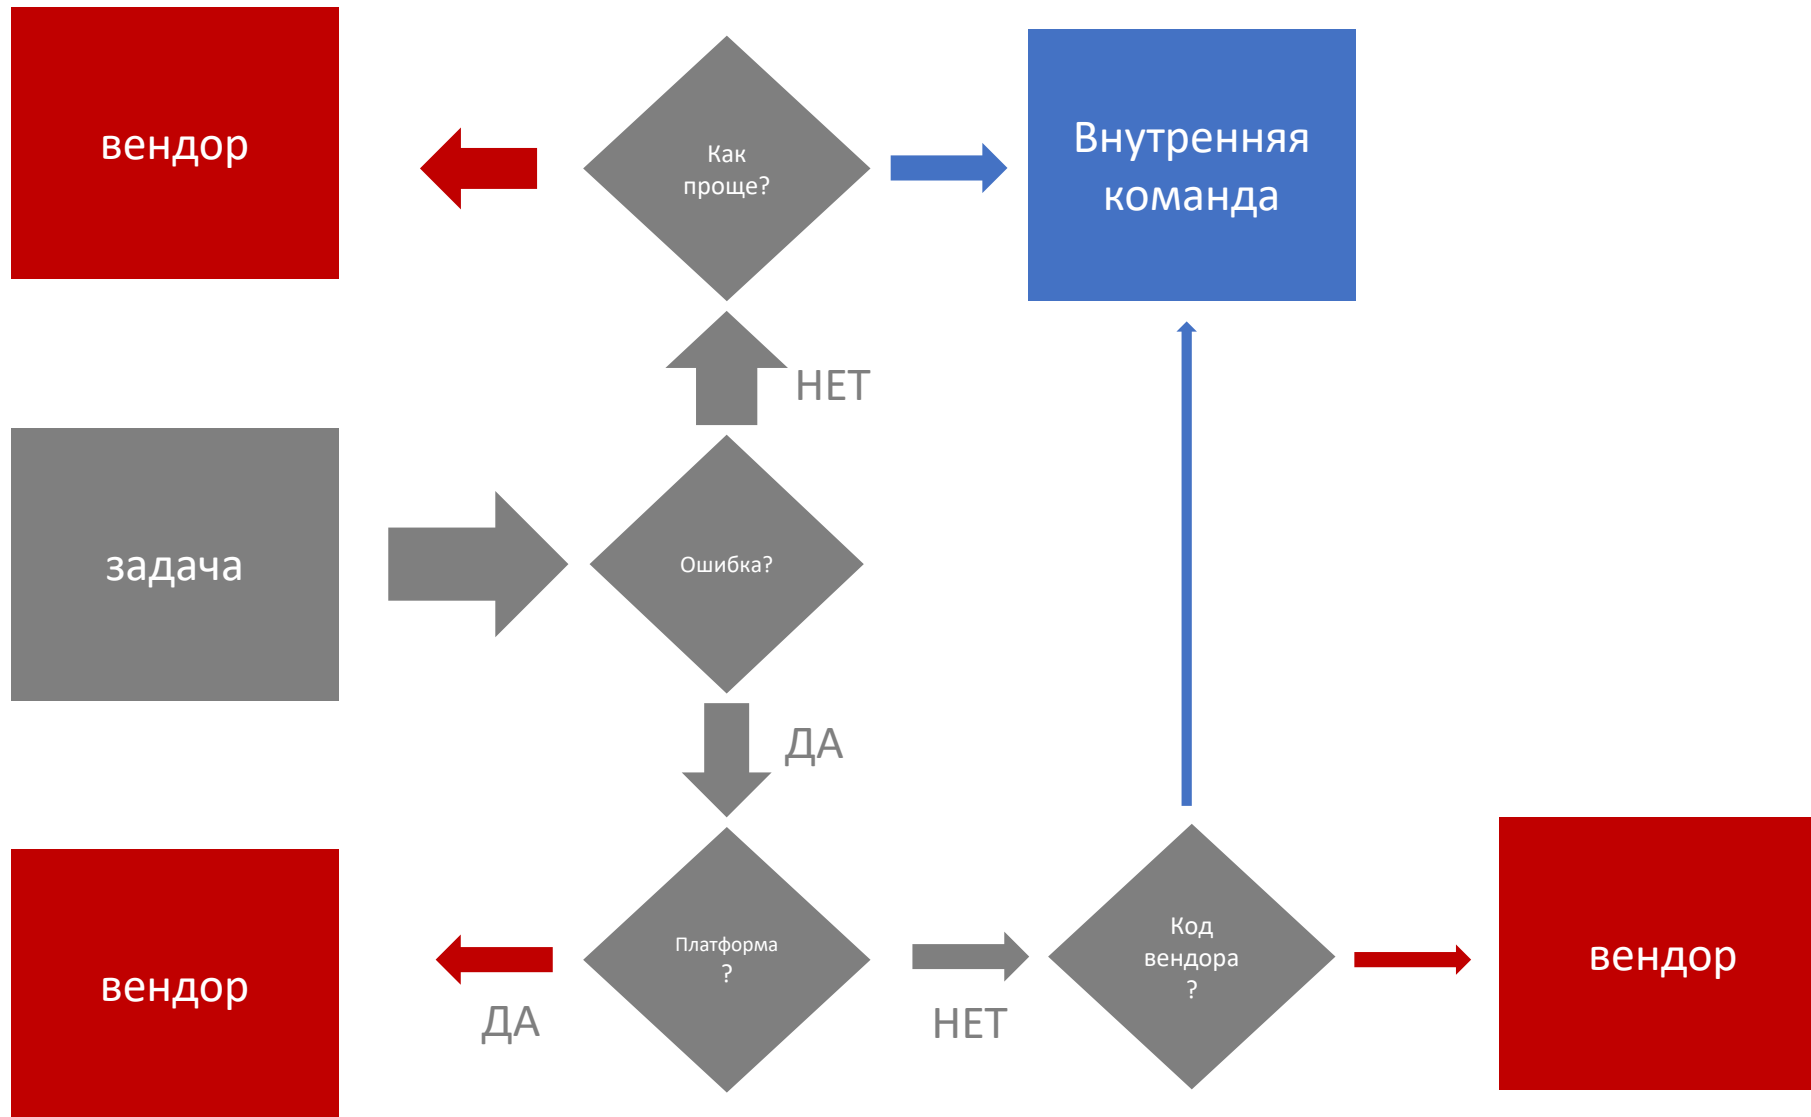 вендор
Как
проще?
Внутренняя
команда
НЕТ
задача
Ошибка?
ДА
вендор
Платформа
?
Код
вендора
?
вендор
ДА
НЕТ